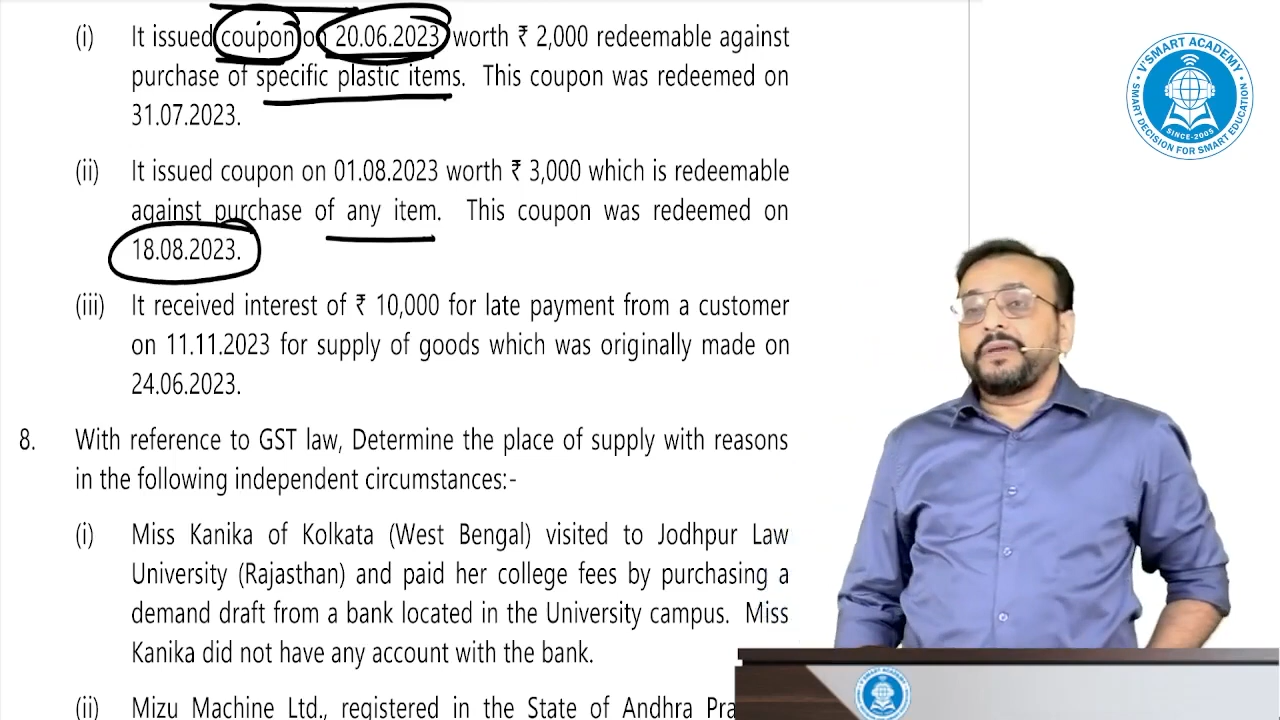 (i) It issued coupon on 20.06.2023 worth ₹ 2,000 redeemable against
purchase of specific plastic items. This coupon was redeemed on
31.07.2023.
(ii) It issued coupon on 01.08.2023 worth ₹ 3,000 which is redeemable
against purchase of any item. This coupon was redeemed on
18.08.2023.
(iii) It received interest of ₹ 10,000 for late payment from a customer
on 11.11.2023 for supply of goods which was originally made on
24.06.2023.
8. With reference to GST law, Determine the place of supply with reasons
in the following independent circumstances:-
(i) Miss Kanika of Kolkata (West Bengal) visited to Jodhpur Law
University (Rajasthan) and paid her college fees by purchasing a
demand draft from a bank located in the University campus. Miss
Kanika did not have any account with the bank.
(ii) Mizu Machine Ltd., registered in the State of Andhra Pra
V'SMART ACADEMY
SMART DECISION FOR SMART EDUCATION
SINCE-2005